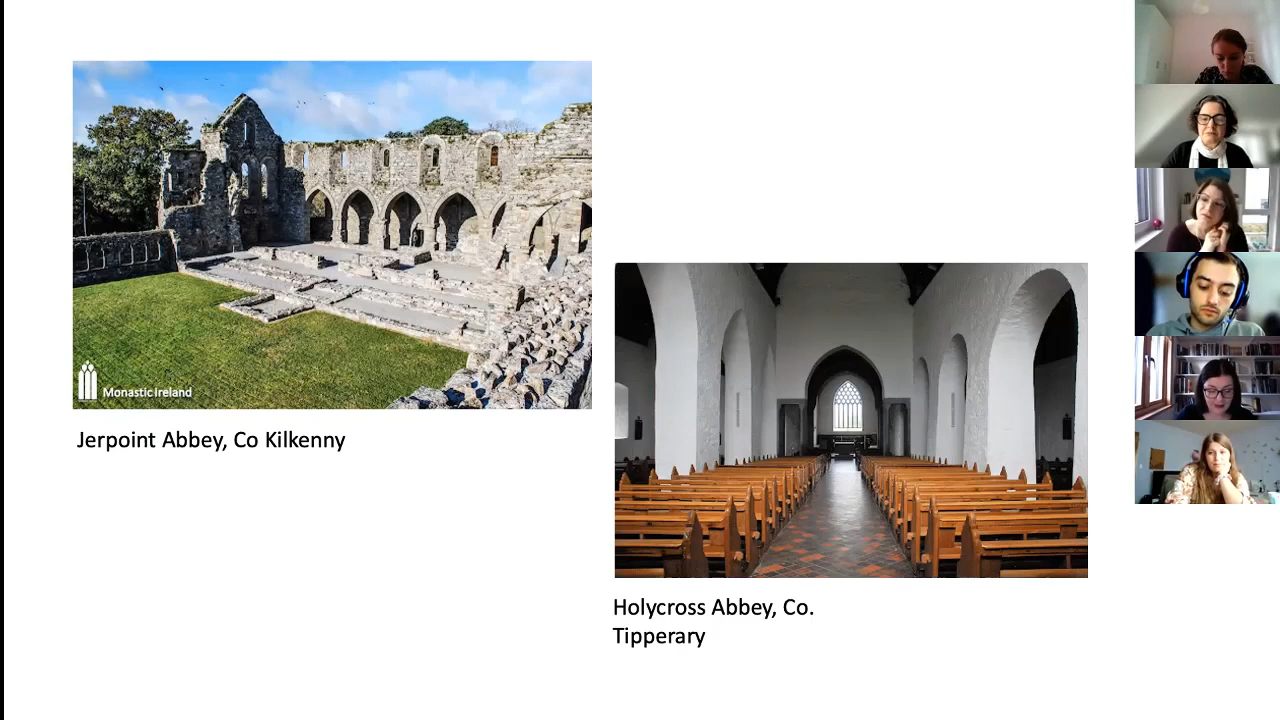 Monastic Ireland
Jerpoint Abbey, Co Kilkenny
Holycross Abbey, Co.
Tipperary